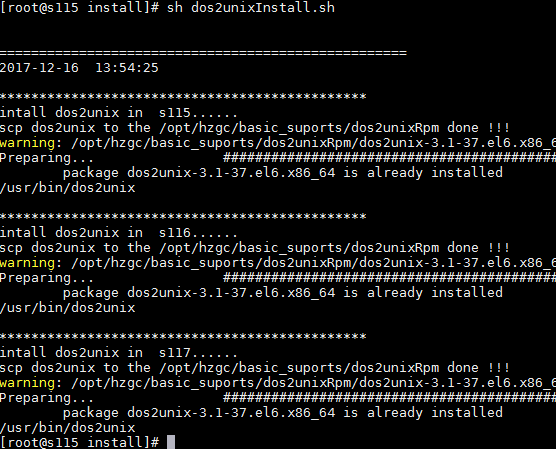 [root@s115 install]# sh dos2unixInstall.sh
===================================================
2017-12-16  13:54:25
**********************************************
intall dos2unix in  s115......
scp dos2unix to the /opt/hzgc/basic_suports/dos2unixRpm done !!!
warning: /opt/hzgc/basic_suports/dos2unixRpm/dos2unix-3.1-37.el6.x86_6
Preparing...                ##########################################
        package dos2unix-3.1-37.el6.x86_64 is already installed
/usr/bin/dos2unix
**********************************************
intall dos2unix in  s116......
scp dos2unix to the /opt/hzgc/basic_suports/dos2unixRpm done !!!
warning: /opt/hzgc/basic_suports/dos2unixRpm/dos2unix-3.1-37.el6.x86_6
Preparing...                ##########################################
        package dos2unix-3.1-37.el6.x86_64 is already installed
/usr/bin/dos2unix
**********************************************
intall dos2unix in  s117......
scp dos2unix to the /opt/hzgc/basic_suports/dos2unixRpm done !!!
warning: /opt/hzgc/basic_suports/dos2unixRpm/dos2unix-3.1-37.el6.x86_6
Preparing...                ##########################################
        package dos2unix-3.1-37.el6.x86_64 is already installed
/usr/bin/dos2unix
[root@s115 install]#